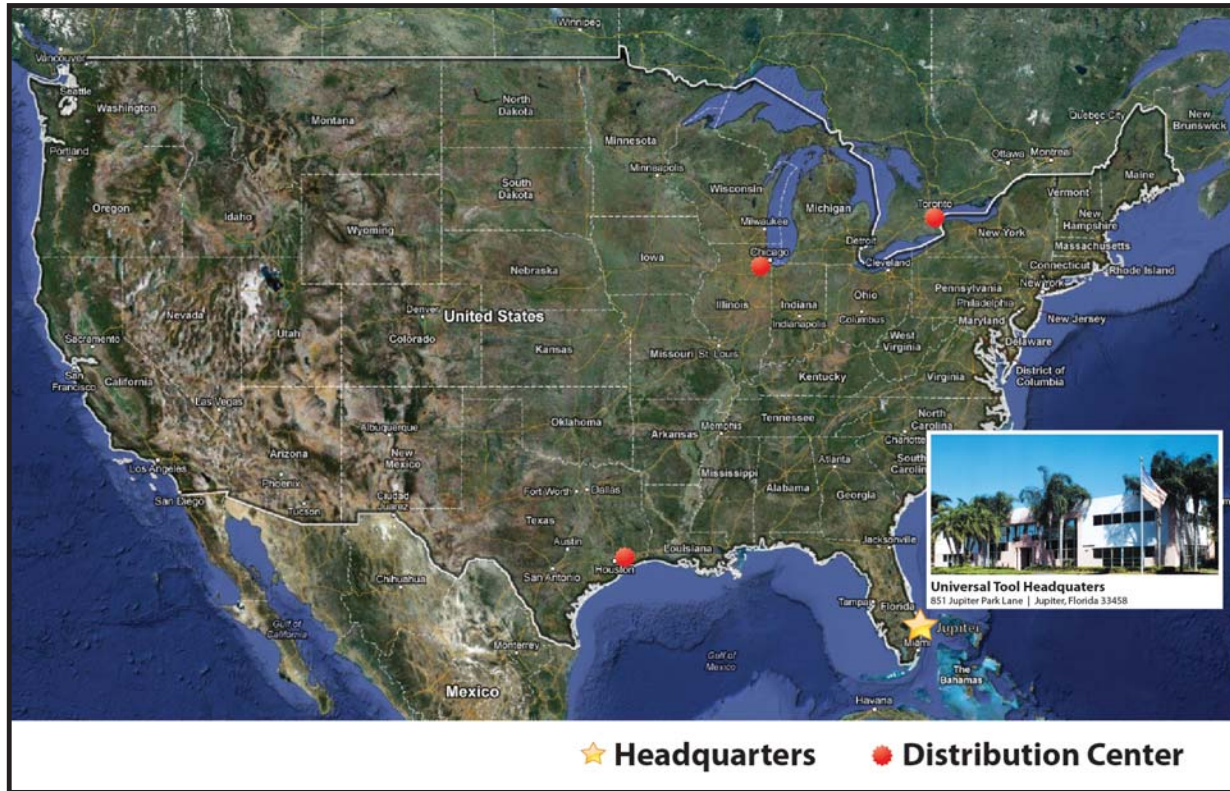 Winnipeg
Vancouver
Seattle
Washington
North
Dakota
Montana
Minnesota
Quebec City
New
Brunswick
Portland
Ottawa
Montreal
Minneapolis
Maine
Oregon
South
Dakota
Wisconsin
Vermont
Idaho
Michigan
Toronto
New
Hampshire
Wyoming
Milwaukee
New York
Massachusetts
Detroit
Iowa
Chicago
Cleveland
Connecticut
Rhode Island
Nebraska
Pennsylvania
New York
Illinois
Indiana
Ohio
Philadelphia
Nevada
Denver
United States
Indianapolis
Columbus
Maryland
New Jersey
Utah
Colorado
West
Virginia
Delaware
Sacramento
Kansas
Missouri
St. Louis
San
Francisco
California
Kentucky
Virginia
District of
Columbia
Las Vegas
Oklahoma
Tennessee
North
Carolina
Albuquerque
Arkansas
Memphis
Charlotte
Los Angeles
Arizona
New
Mexico
Mississippi
Atlanta
South
Carolin
Phoenix
Alabama
Georgia
San Diego
Tucson
Ciudad
Juarez
Fort Worth
Dallas
Texas
Jacksonville
Austin
Louisiana
Houston
San Antonio
Chihuahua
Universal Tool Headquaters
851 Jupiter Park Lane | Jupiter, Florida 33458
Tampa
Florida
Gulf of
California
Jupiter
Miami
Monterrey
Gulf of
Mexico
The
Bahamas
Mexico
Havana
Headquarters
Distribution Center